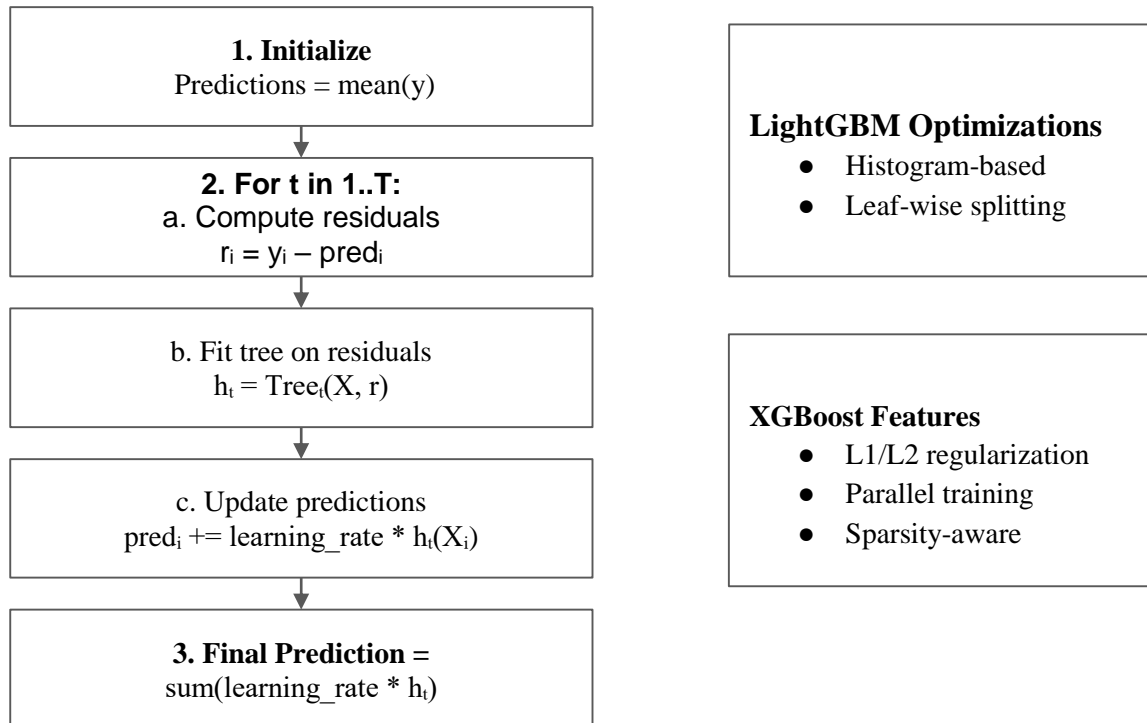 1. Initialize
Predictions = mean(y)
2. For t in 1..T:
a. Compute residuals
rᵢ = yᵢ – predᵢ
b. Fit tree on residuals
hₜ = Treeₜ(X, r)
c. Update predictions
predᵢ += learning_rate * hₜ(Xᵢ)
3. Final Prediction =
sum(learning_rate * hₜ)
LightGBM Optimizations
● Histogram-based
● Leaf-wise splitting
XGBoost Features
● L1/L2 regularization
● Parallel training
● Sparsity-aware